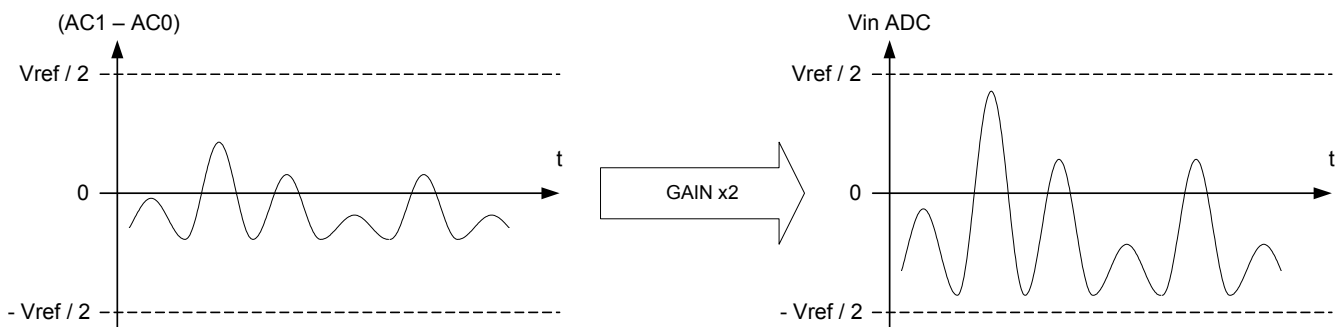 (AC1 – AC0)
Vref / 2
t
0
- Vref / 2
GAIN x2
Vin ADC
Vref / 2
t
0
- Vref / 2